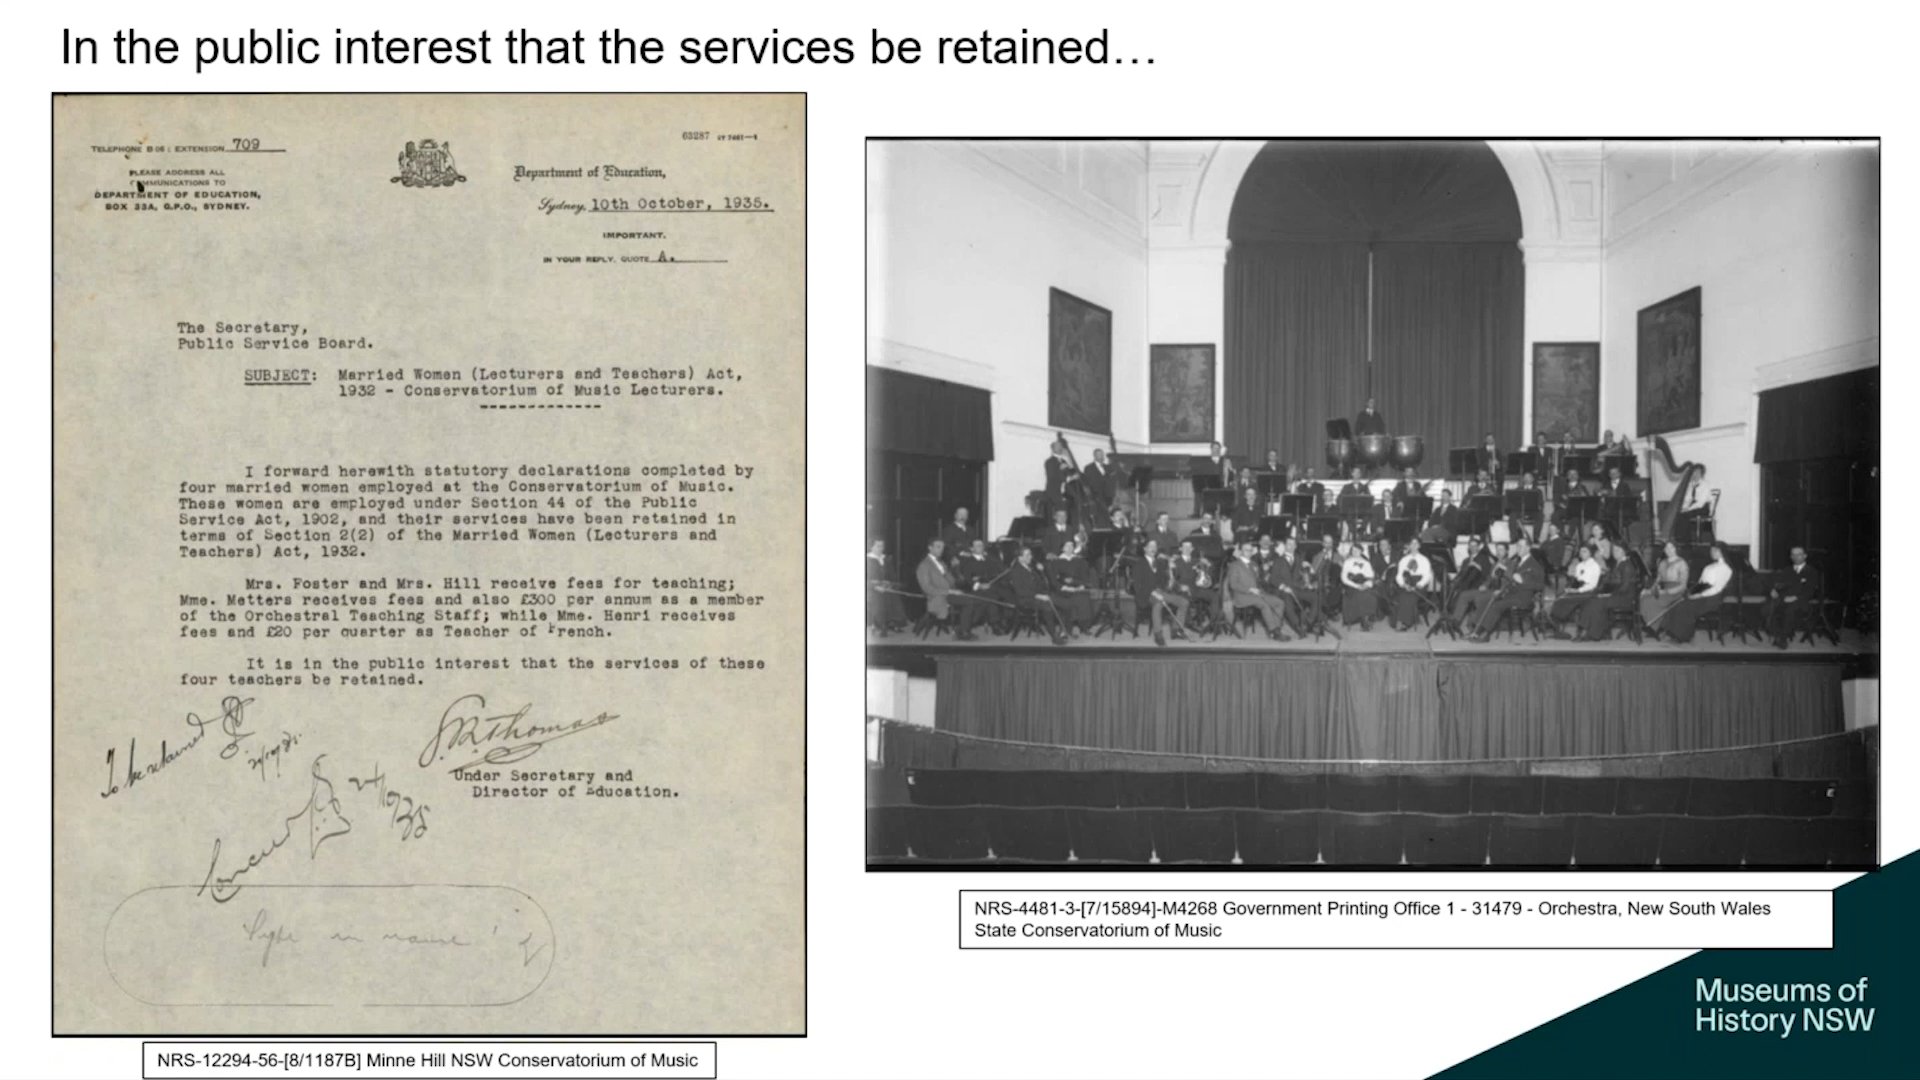 In the public interest that the services be retained…
TELEPHONE B 06 : EXTENSION 709
PLEASE ADDRESS ALL
COMMUNICATIONS TO
DEPARTMENT OF EDUCATION,
BOX 33A, G.P.O., SYDNEY.
63287
Department of Education,
Sydney, 10th October, 1935.
IMPORTANT.
IN YOUR REPLY, QUOTE A.
The Secretary,
Public Service Board.
SUBJECT: Married Women (Lecturers and Teachers) Act,
1932 - Conservatorium of Music Lecturers.
I forward herewith statutory declarations completed by
four married women employed at the Conservatorium of Music.
These women are employed under Section 44 of the Public
Service Act, 1902, and their services have been retained in
terms of Section 2(2) of the Married Women (Lecturers and
Teachers) Act, 1932.
Mrs. Foster and Mrs. Hill receive fees for teaching;
Mme. Metters receives fees and also £300 per annum as a member
of the Orchestral Teaching Staff; while Mme. Henri receives
fees and £20 per quarter as Teacher of French.
It is in the public interest that the services of these
four teachers be retained.
To be retained
Thomas
Under Secretary and
Director of Education.
24/10/35
NRS-12294-56-[8/1187B] Minne Hill NSW Conservatorium of Music
NRS-4481-3-[7/15894]-M4268 Government Printing Office 1 - 31479 - Orchestra, New South Wales
State Conservatorium of Music
Museums of
History NSW